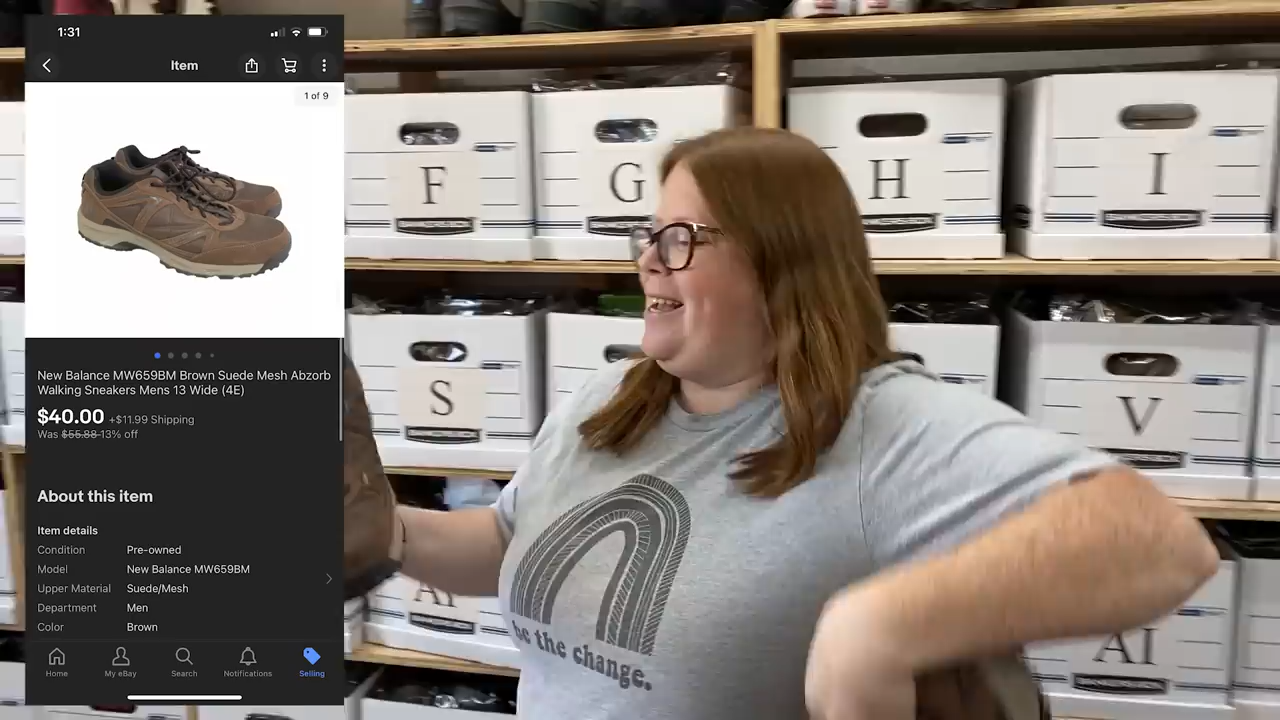 1:31
Item
1 of 9
New Balance MW659BM Brown Suede Mesh Abzorb
Walking Sneakers Mens 13 Wide (4E)
$40.00 +$11.99 Shipping
Was $55.88 13% off
About this item
Item details
Condition Pre-owned
Model New Balance MW659BM
Upper Material Suede/Mesh
Department Men
Color Brown
Home My eBay Search Notifications Selling
F
G
H
I
S
V
AI
be the change.